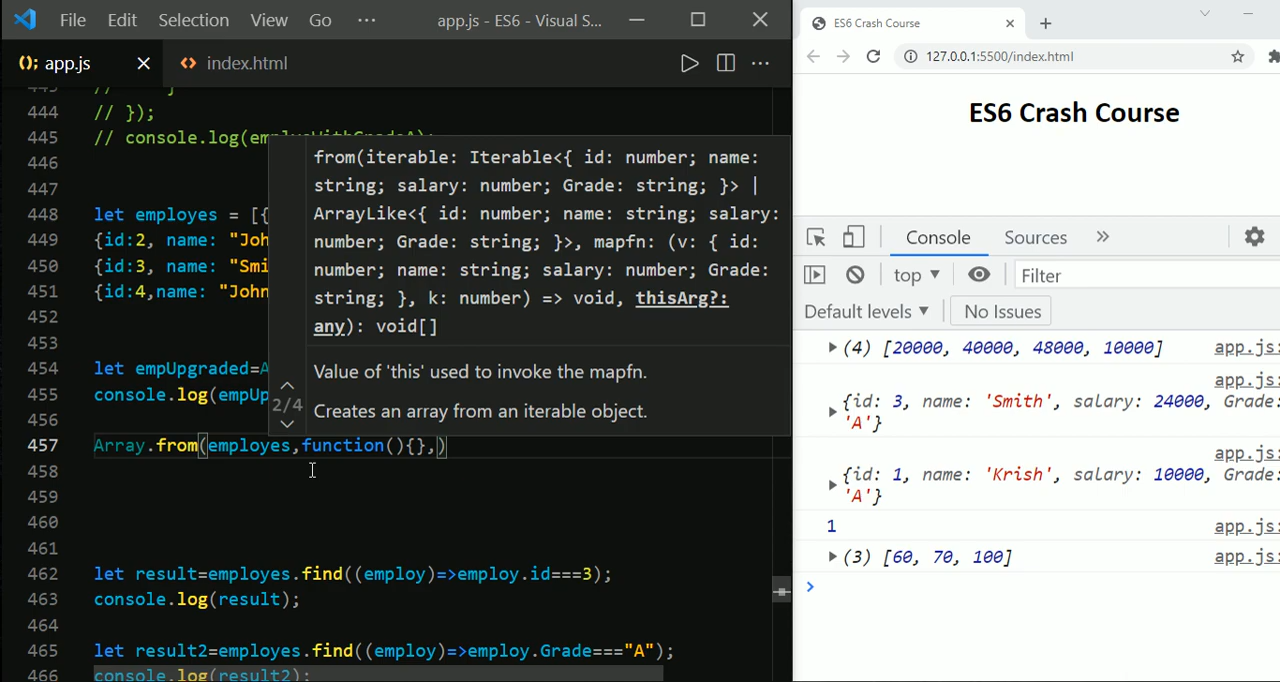 File Edit Selection View Go ··· app.js - ES6 - Visual S...
(); app.js
<> index.html
444 // });
445 // console.log(
446
447
448 let employes = [{
449 {id:2, name: "Joh
450 {id:3, name: "Smi
451 {id:4,name: "John
452
453
454 let empUpgraded=A
455 console.log(empUp
456
457 Array.from(employes,function(){},)
458
459
460
461
462 let result=employes.find((employ)=>employ.id===3);
463 console.log(result);
464
465 let result2=employes.find((employ)=>employ.Grade==="A");
466 console.log(result2);
from(iterable: Iterable<{ id: number; name:
string; salary: number; Grade: string; }> |
ArrayLike<{ id: number; name: string; salary:
number; Grade: string; }>, mapfn: (v: { id:
number; name: string; salary: number; Grade:
string; }, k: number) => void, thisArg?:
any): void[]
2/4
Value of 'this' used to invoke the mapfn.
Creates an array from an iterable object.
ES6 Crash Course
127.0.0.1:5500/index.html
ES6 Crash Course
Console Sources »
top ▼ Filter
Default levels ▼ No Issues
(4) [20000, 40000, 48000, 10000] app.js:
app.js:
{id: 3, name: 'Smith', salary: 24000, Grade:
'A'}
app.js:
{id: 1, name: 'Krish', salary: 10000, Grade:
'A'}
1 app.js:
(3) [60, 70, 100] app.js: